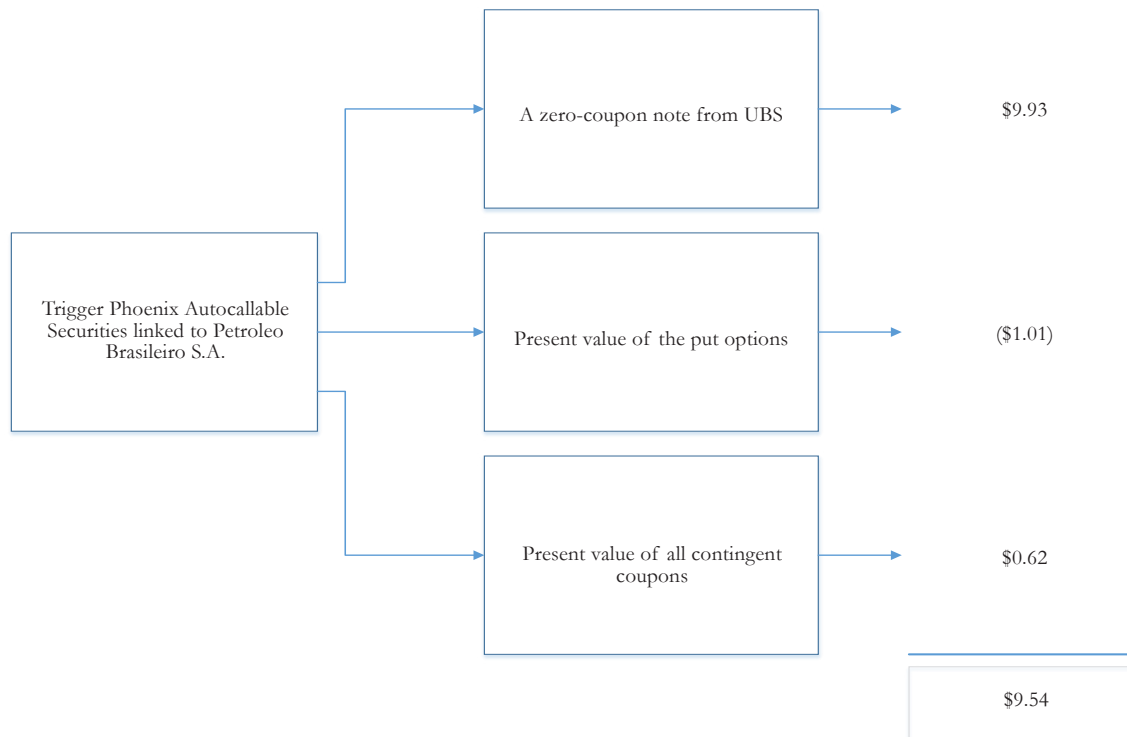 A zero-coupon note from UBS
$9.93
Trigger Phoenix Autocallable
Securities linked to Petroleo
Brasileiro S.A.
Present value of the put options
($1.01)
Present value of all contingent
coupons
$0.62
$9.54